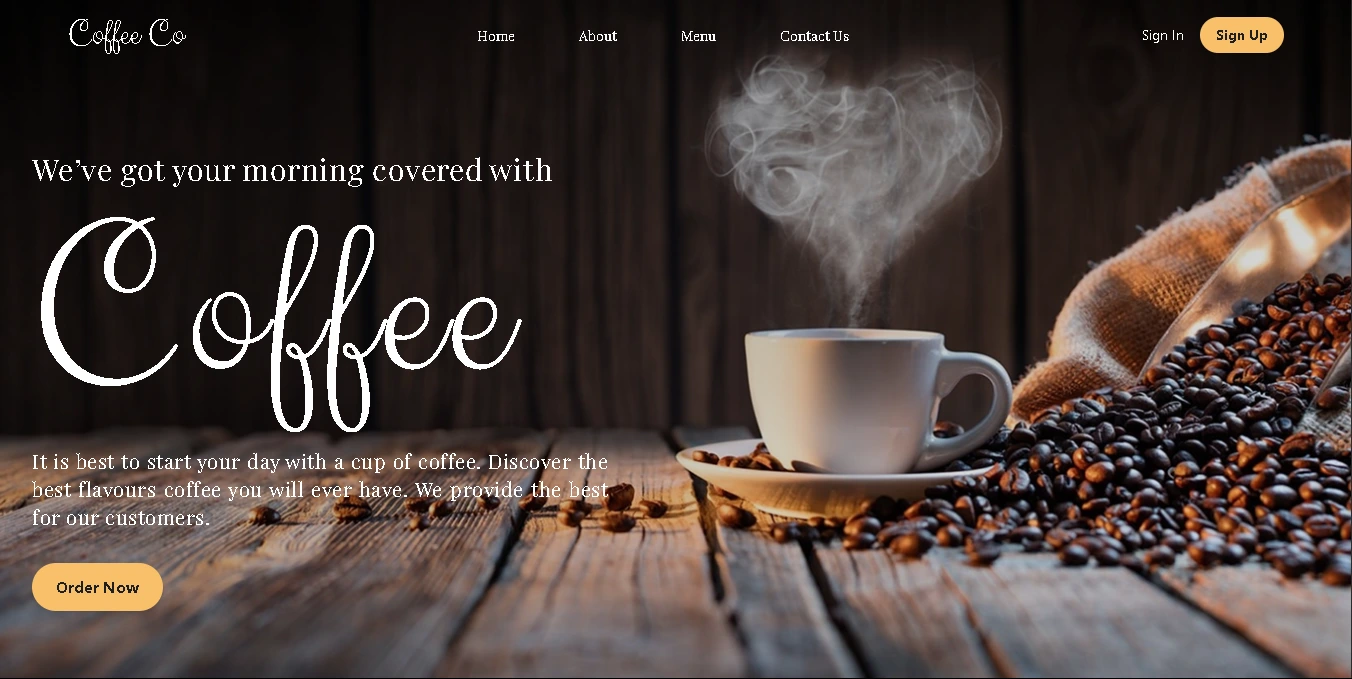 Coffee Co
Home About Menu Contact Us
Sign In Sign Up
We’ve got your morning covered with
Coffee
It is best to start your day with a cup of coffee. Discover the
best flavours coffee you will ever have. We provide the best
for our customers.
Order Now